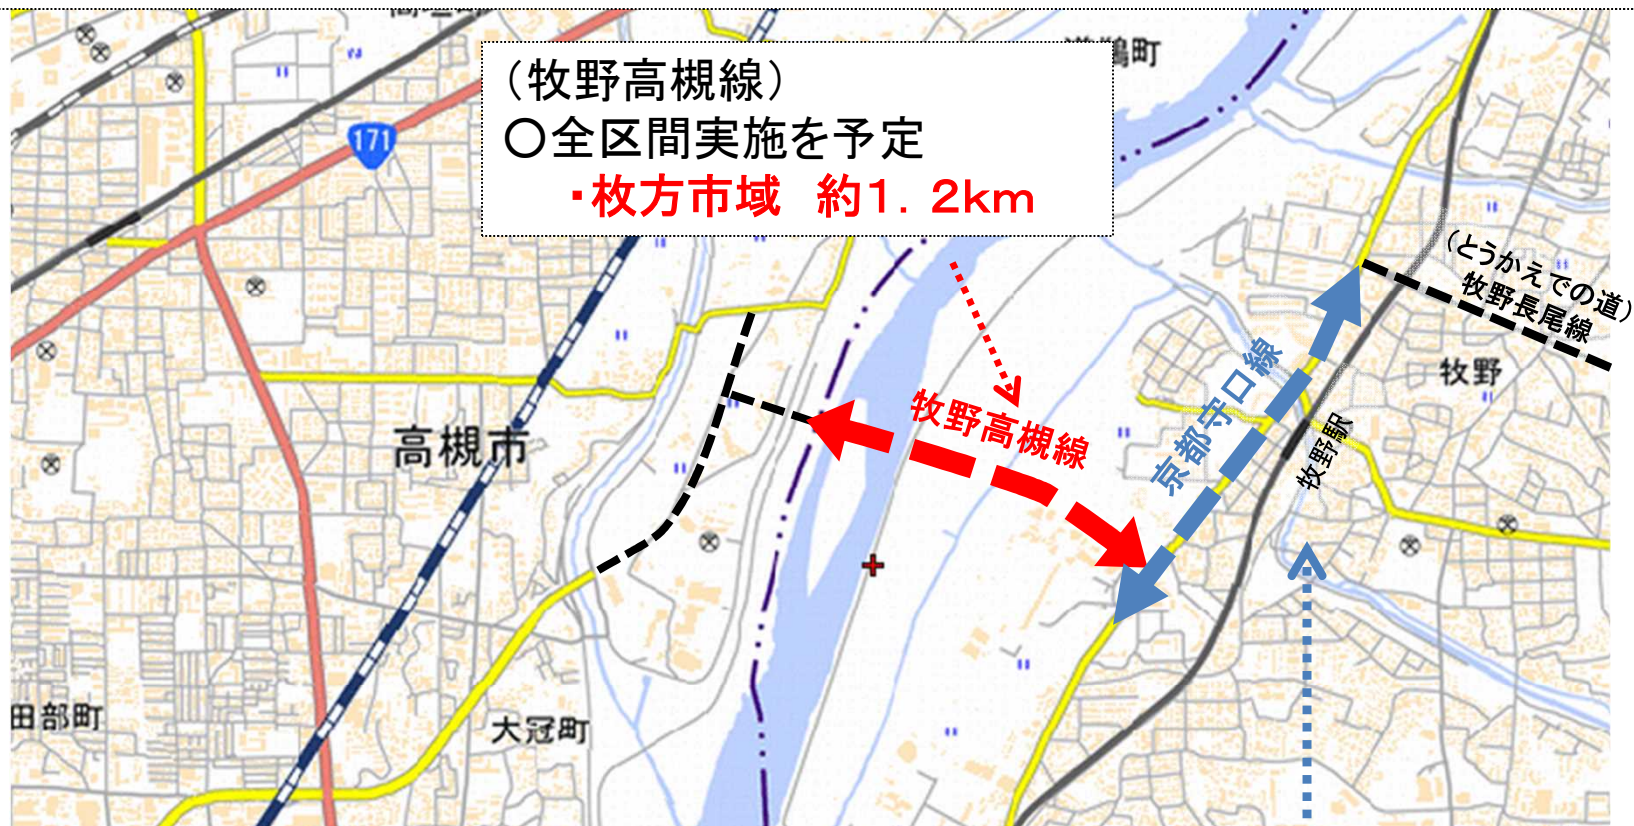 (牧野高槻線)
○全区間実施を予定
・枚方市域　約1．2km
171
鵜町
(とうかえでの道)
牧野長尾線
牧野
京都守口線
牧野高槻線
牧野駅
高槻市
田部町
大冠町